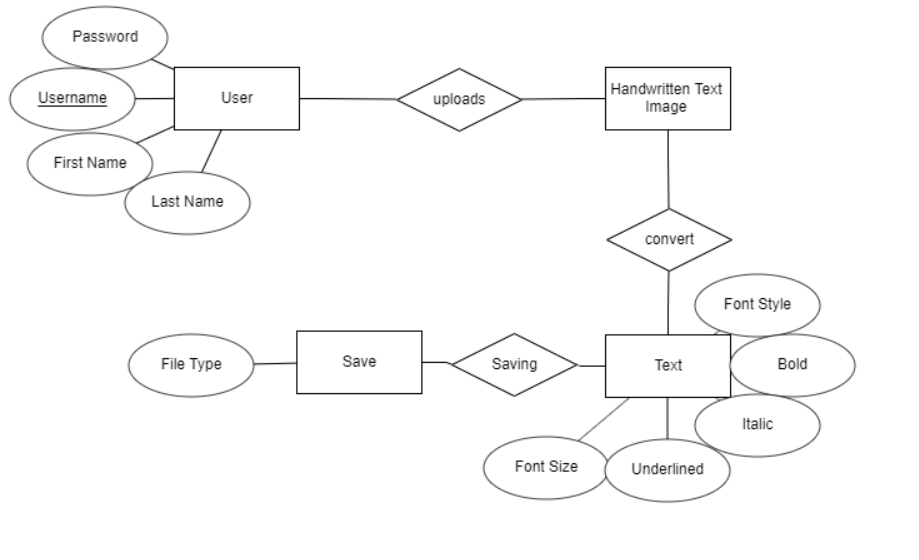 Password
Username
User
uploads
Handwritten Text
Image
First Name
Last Name
convert
Font Style
File Type
Save
Saving
Text
Bold
Italic
Font Size
Underlined